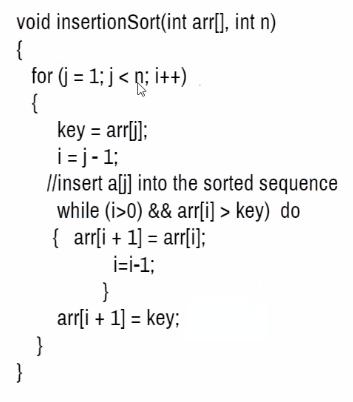 void insertionSort(int arr[], int n)
{
for (j = 1; j < n; i++)
{
key = arr[j];
i = j - 1;
//insert a[j] into the sorted sequence
while (i>0) && arr[i] > key) do
{ arr[i + 1] = arr[i];
i=i-1;
}
arr[i + 1] = key;
}
}